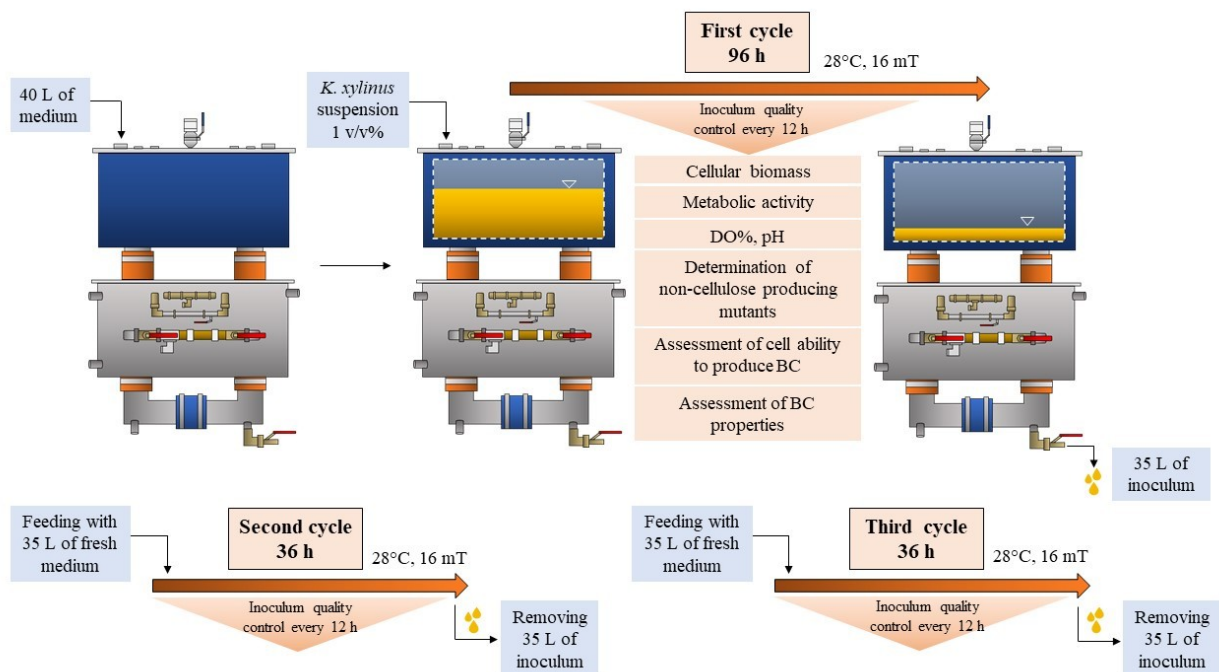 First cycle
96 h
28°C, 16 mT
40 L of
medium
K. xylinus
suspension
1 v/v%
Inoculum quality
control every 12 h
Cellular biomass
Metabolic activity
DO%, pH
Determination of
non-cellulose producing
mutants
Assessment of cell ability
to produce BC
Assessment of BC
properties
35 L of
inoculum
Feeding with
35 L of fresh
medium
Second cycle
36 h
28°C, 16 mT
Inoculum quality
control every 12 h
Removing
35 L of
inoculum
Feeding with
35 L of fresh
medium
Third cycle
36 h
28°C, 16 mT
Inoculum quality
control every 12 h
Removing
35 L of
inoculum